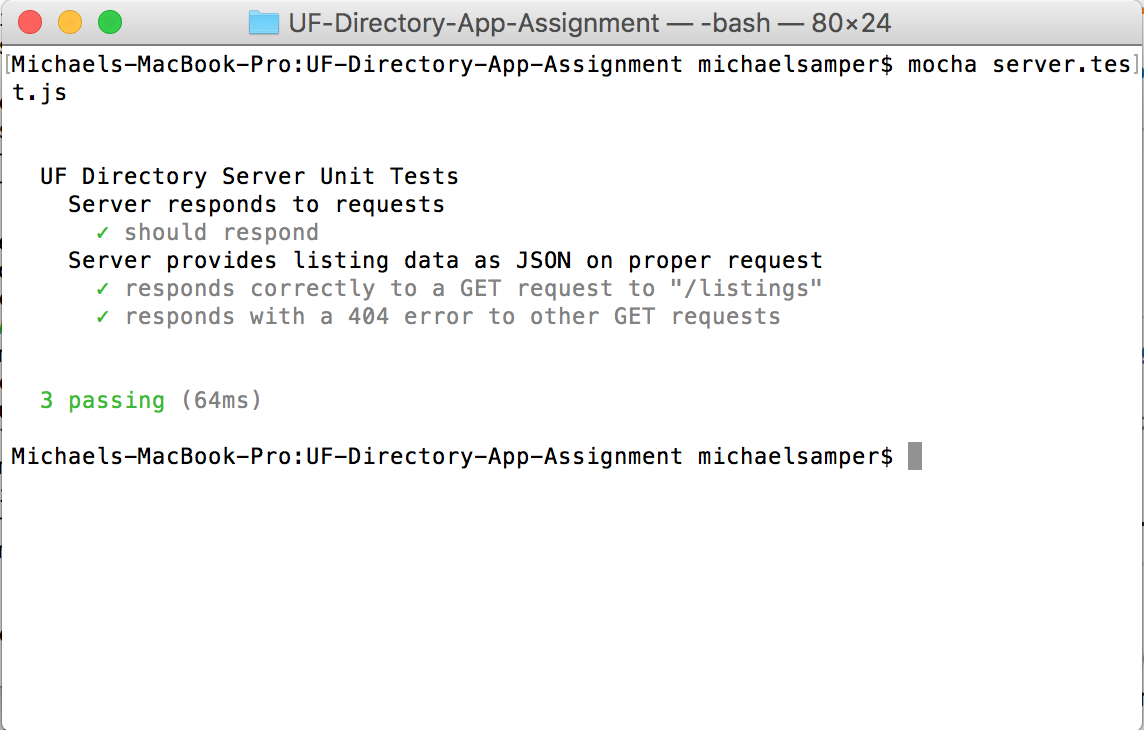 UF-Directory-App-Assignment — -bash — 80×24
[Michaels-MacBook-Pro:UF-Directory-App-Assignment michaelsamper$ mocha server.tes]
t.js
UF Directory Server Unit Tests
Server responds to requests
✓ should respond
Server provides listing data as JSON on proper request
✓ responds correctly to a GET request to "/listings"
✓ responds with a 404 error to other GET requests
3 passing (64ms)
Michaels-MacBook-Pro:UF-Directory-App-Assignment michaelsamper$